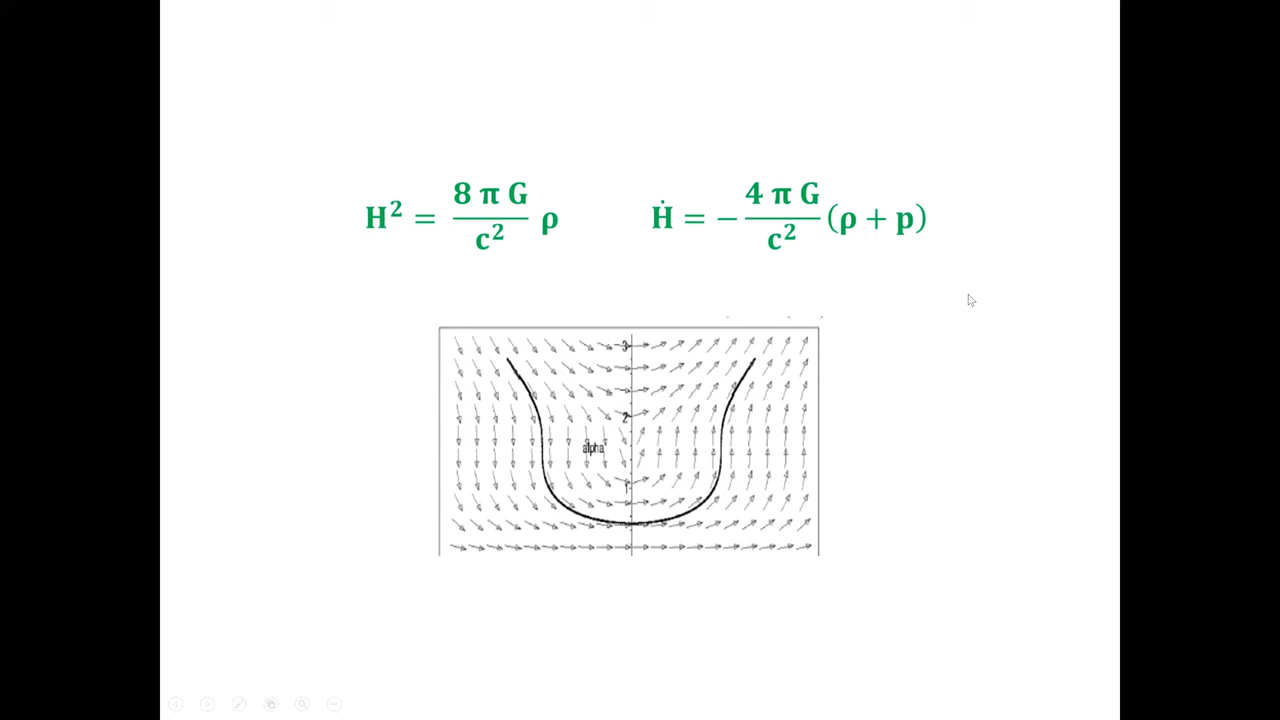 H² = 8 π G / c² ρ
Ḣ = − 4 π G / c² (ρ + p)
3
2
alpha
1